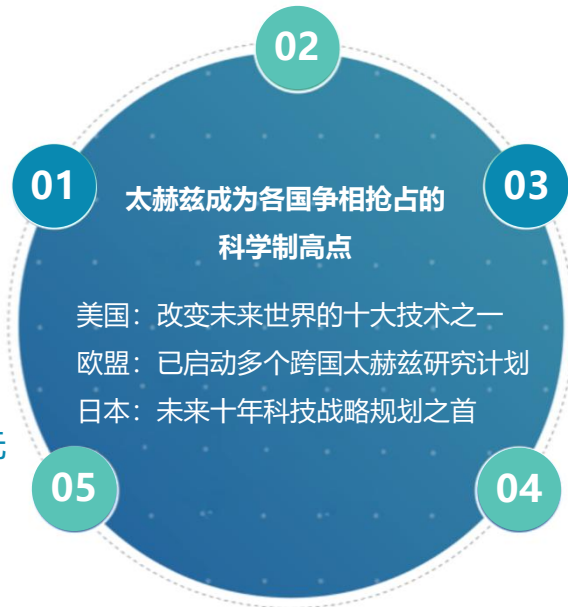 02
01
03
太赫兹成为各国争相抢占的
科学制高点
美国：改变未来世界的十大技术之一
欧盟：已启动多个跨国太赫兹研究计划
日本：未来十年科技战略规划之首
05
04